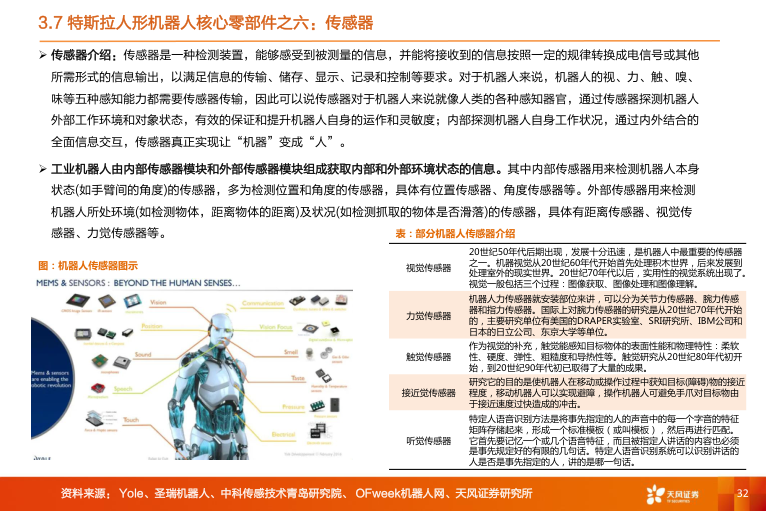 3.7 特斯拉人形机器人核心零部件之六：传感器
➢ 传感器介绍：传感器是一种检测装置，能够感受到被测量的信息，并能将接收到的信息按照一定的规律转换成电信号或其他
所需形式的信息输出，以满足信息的传输、储存、显示、记录和控制等要求。对于机器人来说，机器人的视、力、触、嗅、
味等五种感知能力都需要传感器传输，因此可以说传感器对于机器人来说就像人类的各种感知器官，通过传感器探测机器人
外部工作环境和对象状态，有效的保证和提升机器人自身的运作和灵敏度；内部探测机器人自身工作状况，通过内外结合的
全面信息交互，传感器真正实现让“机器”变成“人”。
➢ 工业机器人由内部传感器模块和外部传感器模块组成获取内部和外部环境状态的信息。其中内部传感器用来检测机器人本身
状态(如手臂间的角度)的传感器，多为检测位置和角度的传感器，具体有位置传感器、角度传感器等。外部传感器用来检测
机器人所处环境(如检测物体，距离物体的距离)及状况(如检测抓取的物体是否滑落)的传感器，具体有距离传感器、视觉传
感器、力觉传感器等。
图：机器人传感器图示
MEMS & SENSORS : BEYOND THE HUMAN SENSES…
Vision
Communication
Position
Vision Focus
Sound
Smell
Taste
Mems & sensors
are enabling the
robotic revolution
Speech
Pressure
Touch
Electrical
表：部分机器人传感器介绍
视觉传感器
20世纪50年代后期出现，发展十分迅速，是机器人中最重要的传感器
之一。机器视觉从20世纪60年代开始首先处理积木世界，后来发展到
处理室外的现实世界。20世纪70年代以后，实用性的视觉系统出现了。
视觉一般包括三个过程：图像获取、图像处理和图像理解。
力觉传感器
机器人力传感器就安装部位来讲，可以分为关节力传感器、腕力传感
器和指力传感器。国际上对腕力传感器的研究是从20世纪70年代开始
的，主要研究单位有美国的DRAPER实验室、SRI研究所、IBM公司和
日本的日立公司、东京大学等单位。
触觉传感器
作为视觉的补充，触觉能感知目标物体的表面性能和物理特性：柔软
性、硬度、弹性、粗糙度和导热性等。触觉研究从20世纪80年代初开
始，到20世纪90年代初已取得了大量的成果。
接近觉传感器
研究它的目的是使机器人在移动或操作过程中获知目标(障碍)物的接近
程度，移动机器人可以实现避障，操作机器人可避免手爪对目标物由
于接近速度过快造成的冲击。
听觉传感器
特定人语音识别方法是将事先指定的人的声音中的每一个字音的特征
矩阵存储起来，形成一个标准模板（或叫模板），然后再进行匹配。
它首先要记忆一个或几个语音特征，而且被指定人讲话的内容也必须
是事先规定好的有限的几句话。特定人语音识别系统可以识别讲话的
人是否是事先指定的人，讲的是哪一句话。
资料来源： Yole、圣瑞机器人、中科传感技术青岛研究院、 OFweek机器人网、天风证券研究所
天风证券
TF SECURITIES
32